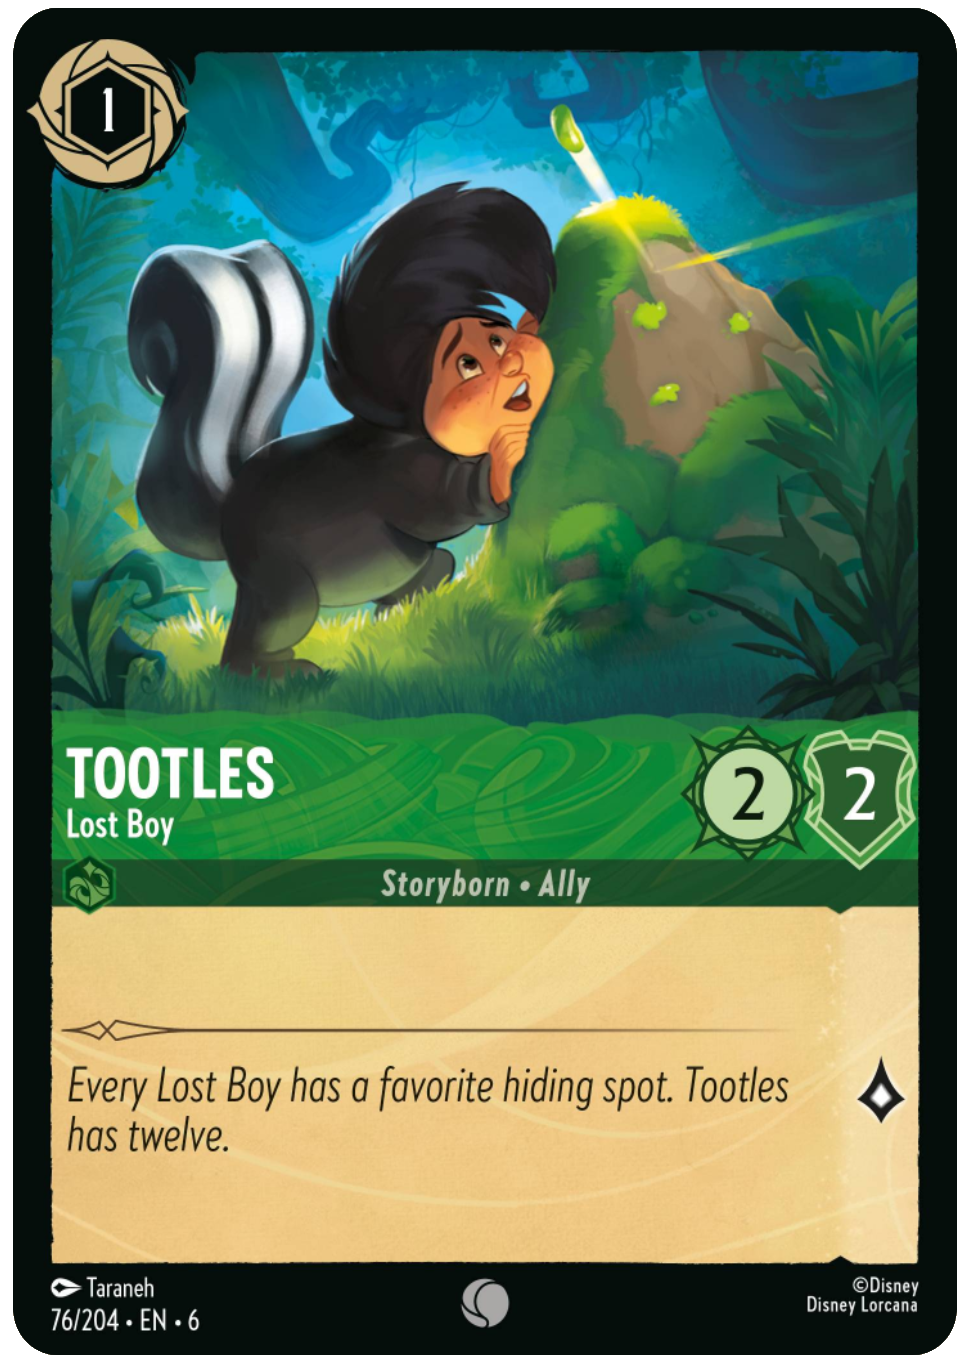 1
TOOTLES
Lost Boy
2
2
Storyborn • Ally
Every Lost Boy has a favorite hiding spot. Tootles
has twelve.
Taraneh
76/204 • EN • 6
©Disney
Disney Lorcana